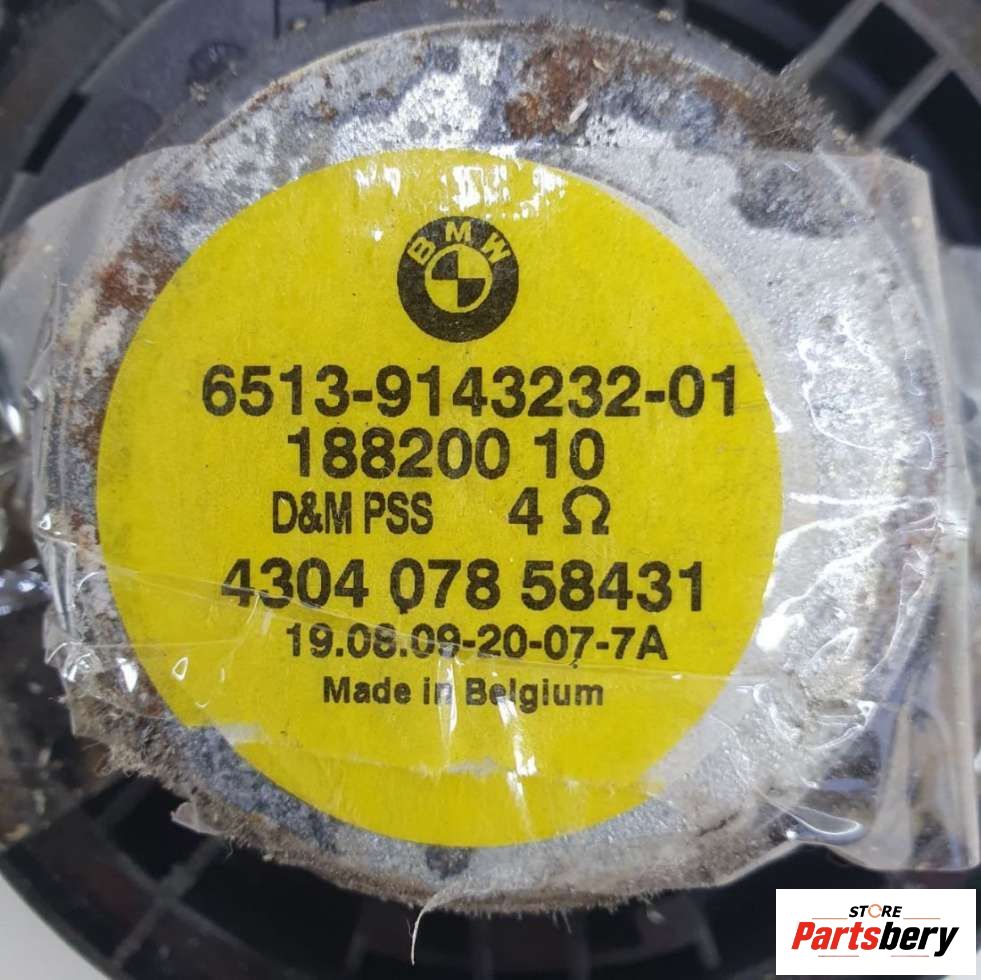 BMW
6513-9143232-01
188200 10
D&M PSS 4 Ω
4304 078 58431
19.08.09-20-07-7A
Made in Belgium
STORE
Partsbery